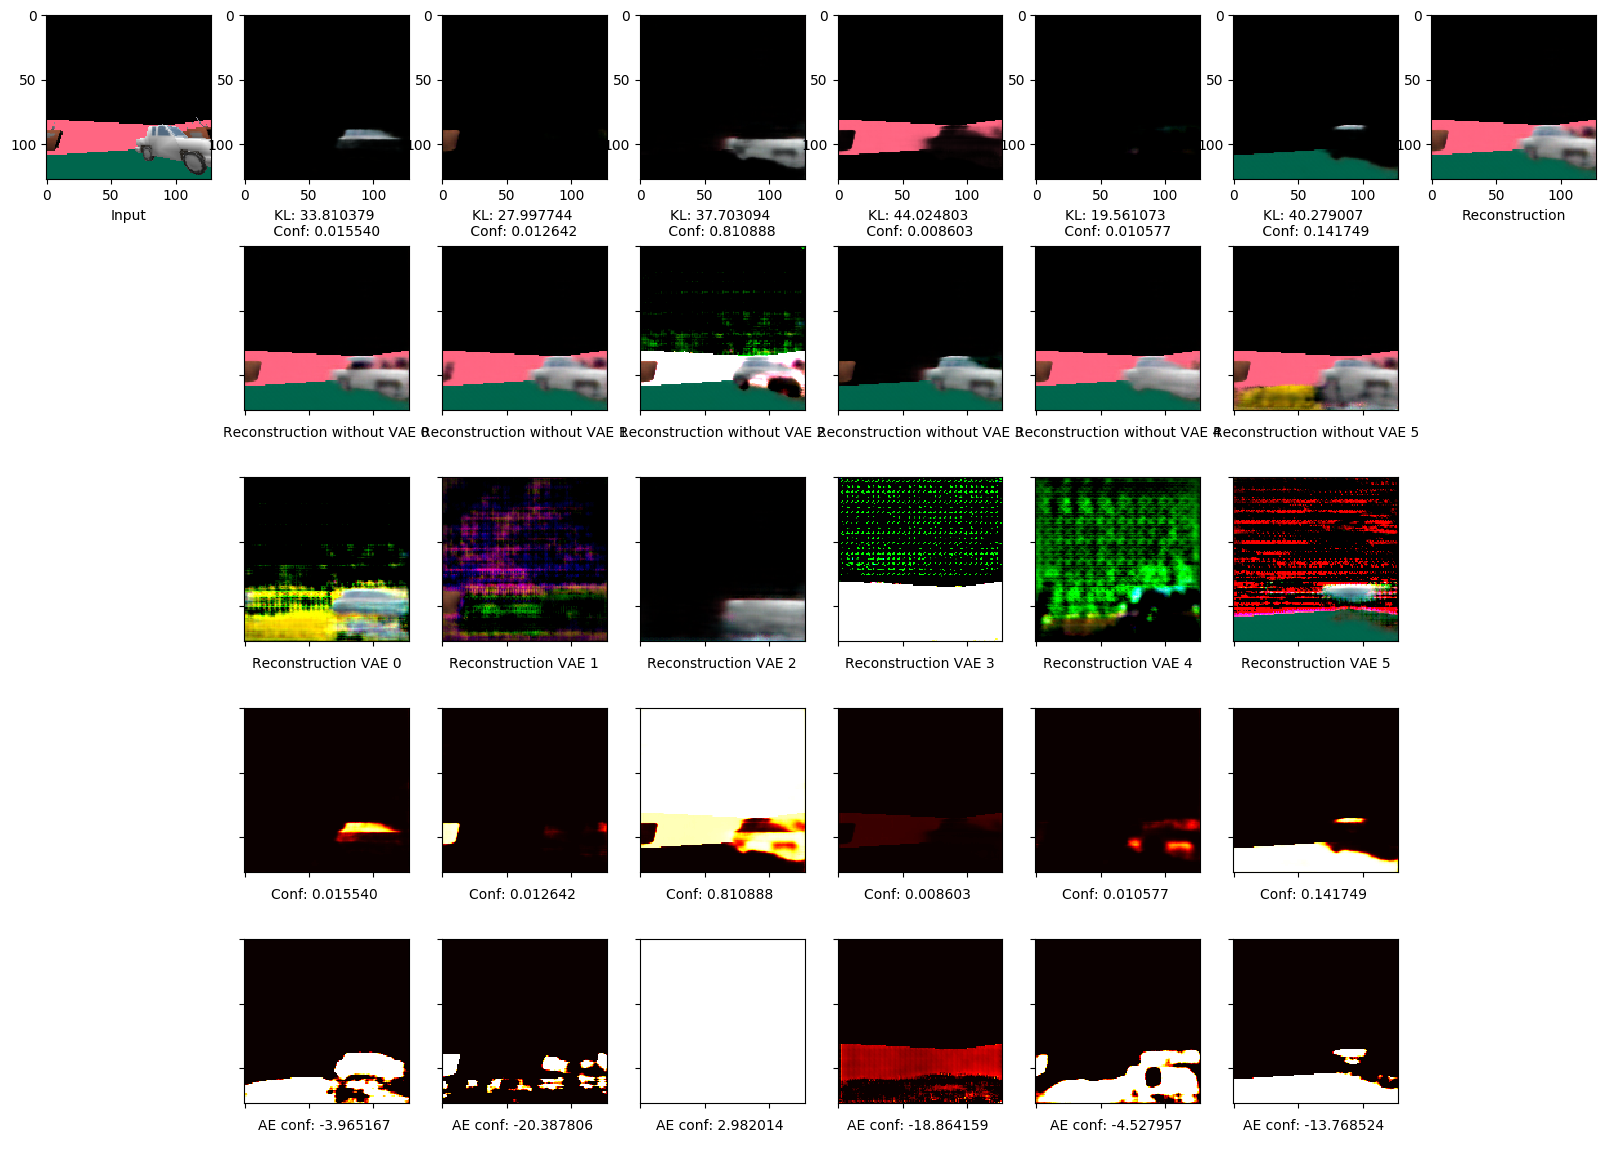 0
50
100
0 50 100
Input
0
50
100
0 50 100
KL: 33.810379
Conf: 0.015540
0
50
100
0 50 100
KL: 27.997744
Conf: 0.012642
0
50
100
0 50 100
KL: 37.703094
Conf: 0.810888
0
50
100
0 50 100
KL: 44.024803
Conf: 0.008603
0
50
100
0 50 100
KL: 19.561073
Conf: 0.010577
0
50
100
0 50 100
KL: 40.279007
Conf: 0.141749
0
50
100
0 50 100
Reconstruction
Reconstruction without VAE 0
Reconstruction without VAE 1
Reconstruction without VAE 2
Reconstruction without VAE 3
Reconstruction without VAE 4
Reconstruction without VAE 5
Reconstruction VAE 0
Reconstruction VAE 1
Reconstruction VAE 2
Reconstruction VAE 3
Reconstruction VAE 4
Reconstruction VAE 5
Conf: 0.015540
Conf: 0.012642
Conf: 0.810888
Conf: 0.008603
Conf: 0.010577
Conf: 0.141749
AE conf: -3.965167
AE conf: -20.387806
AE conf: 2.982014
AE conf: -18.864159
AE conf: -4.527957
AE conf: -13.768524